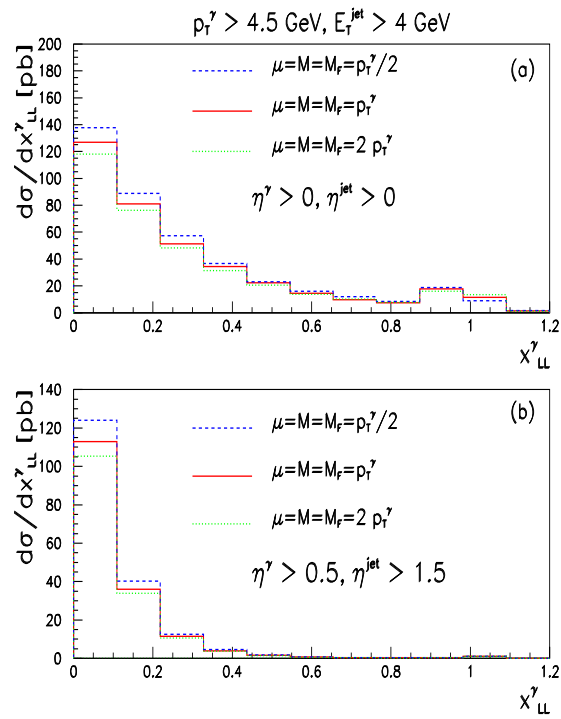 p_T^γ > 4.5 GeV, E_T^jet > 4 GeV
dσ/dx^γ_LL [pb]
200
180
160
140
120
100
80
60
40
20
0
(a)
μ=M=M_F=p_T^γ/2
μ=M=M_F=p_T^γ
μ=M=M_F=2 p_T^γ
η^γ > 0, η^jet > 0
0 0.2 0.4 0.6 0.8 1 1.2
x^γ_LL
dσ/dx^γ_LL [pb]
140
120
100
80
60
40
20
0
(b)
μ=M=M_F=p_T^γ/2
μ=M=M_F=p_T^γ
μ=M=M_F=2 p_T^γ
η^γ > 0.5, η^jet > 1.5
0 0.2 0.4 0.6 0.8 1 1.2
x^γ_LL